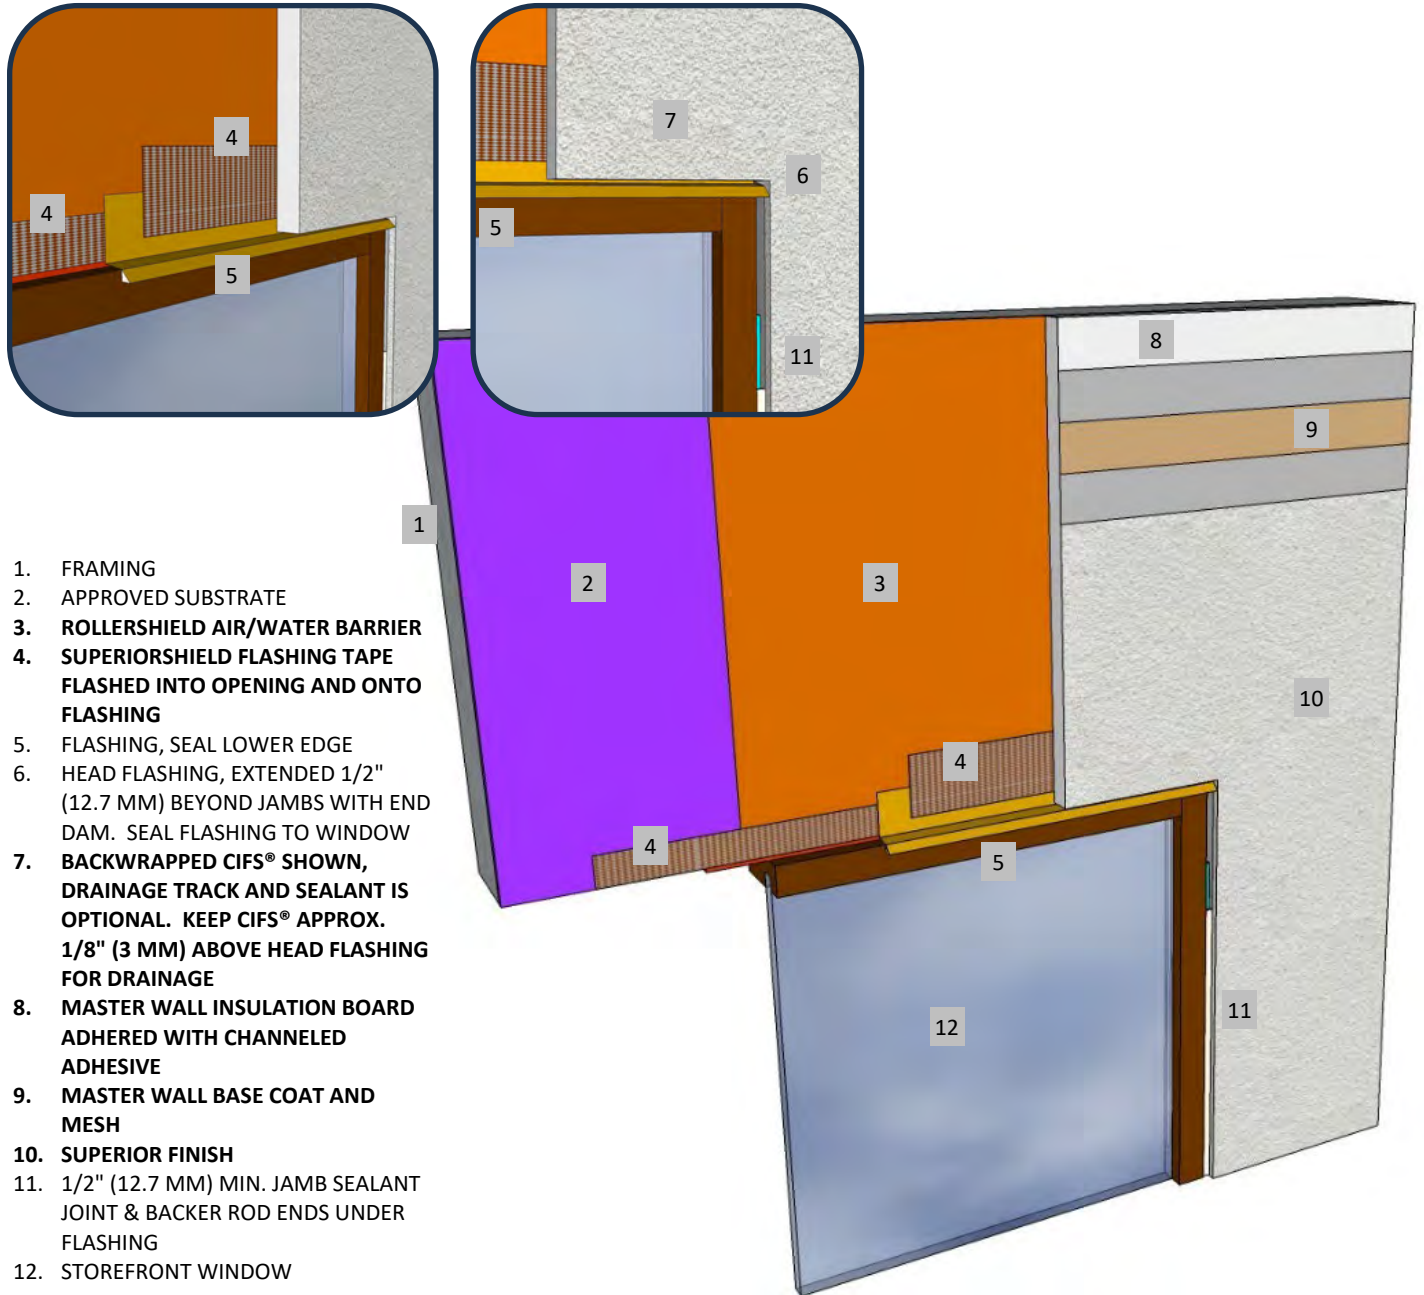 4
4
5
7
6
5
11
8
9
1
2
3
10
4
4
5
11
12
1. FRAMING
2. APPROVED SUBSTRATE
3. ROLLERSHIELD AIR/WATER BARRIER
4. SUPERIORSHIELD FLASHING TAPE
FLASHED INTO OPENING AND ONTO
FLASHING
5. FLASHING, SEAL LOWER EDGE
6. HEAD FLASHING, EXTENDED 1/2"
(12.7 MM) BEYOND JAMBS WITH END
DAM. SEAL FLASHING TO WINDOW
7. BACKWRAPPED CIFS® SHOWN,
DRAINAGE TRACK AND SEALANT IS
OPTIONAL. KEEP CIFS® APPROX.
1/8" (3 MM) ABOVE HEAD FLASHING
FOR DRAINAGE
8. MASTER WALL INSULATION BOARD
ADHERED WITH CHANNELED
ADHESIVE
9. MASTER WALL BASE COAT AND
MESH
10. SUPERIOR FINISH
11. 1/2" (12.7 MM) MIN. JAMB SEALANT
JOINT & BACKER ROD ENDS UNDER
FLASHING
12. STOREFRONT WINDOW